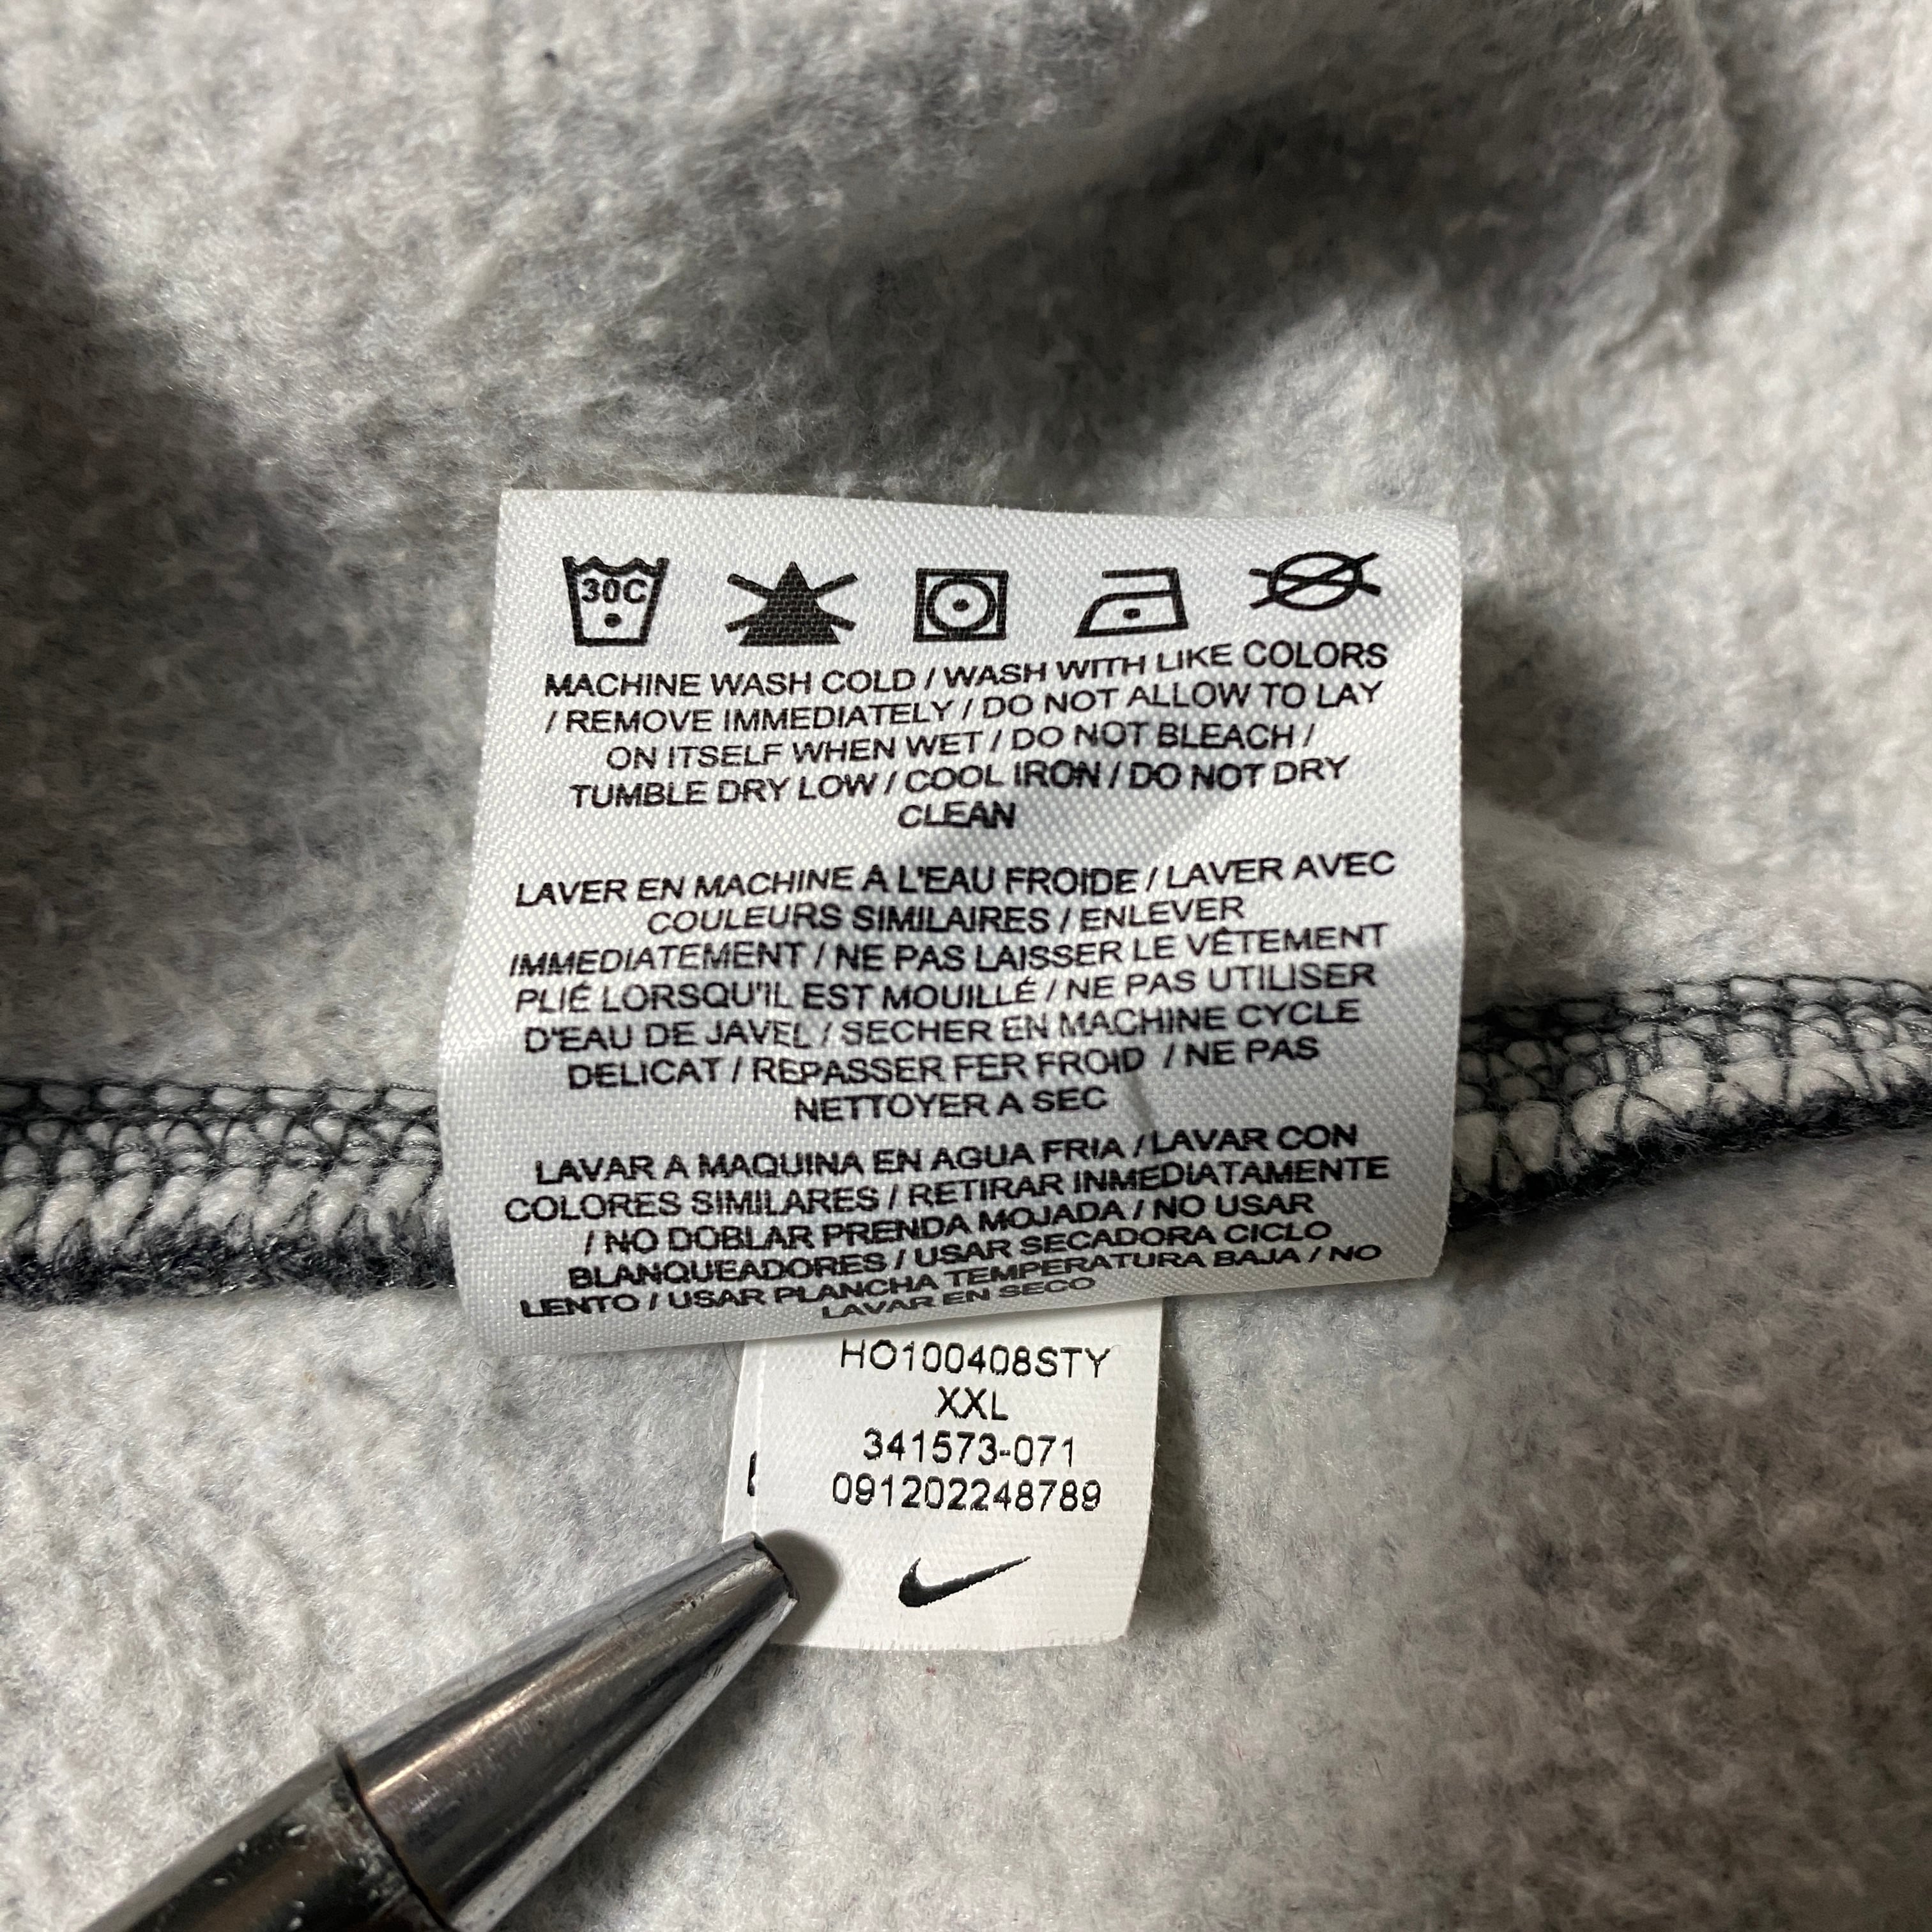 30C
MACHINE WASH COLD / WASH WITH LIKE COLORS
/ REMOVE IMMEDIATELY / DO NOT ALLOW TO LAY
ON ITSELF WHEN WET / DO NOT BLEACH /
TUMBLE DRY LOW / COOL IRON / DO NOT DRY
CLEAN
LAVER EN MACHINE A L'EAU FROIDE / LAVER AVEC
COULEURS SIMILAIRES / ENLEVER
IMMEDIATEMENT / NE PAS LAISSER LE VÊTEMENT
PLIÉ LORSQU'IL EST MOUILLÉ / NE PAS UTILISER
D'EAU DE JAVEL / SECHER EN MACHINE CYCLE
DELICAT / REPASSER FER FROID / NE PAS
NETTOYER A SEC
LAVAR A MAQUINA EN AGUA FRIA / LAVAR CON
COLORES SIMILARES / RETIRAR INMEDIATAMENTE
/ NO DOBLAR PRENDA MOJADA / NO USAR
BLANQUEADORES / USAR SECADORA CICLO
LENTO / USAR PLANCHA TEMPERATURA BAJA / NO
LAVAR EN SECO
HO100408STY
XXL
341573-071
091202248789